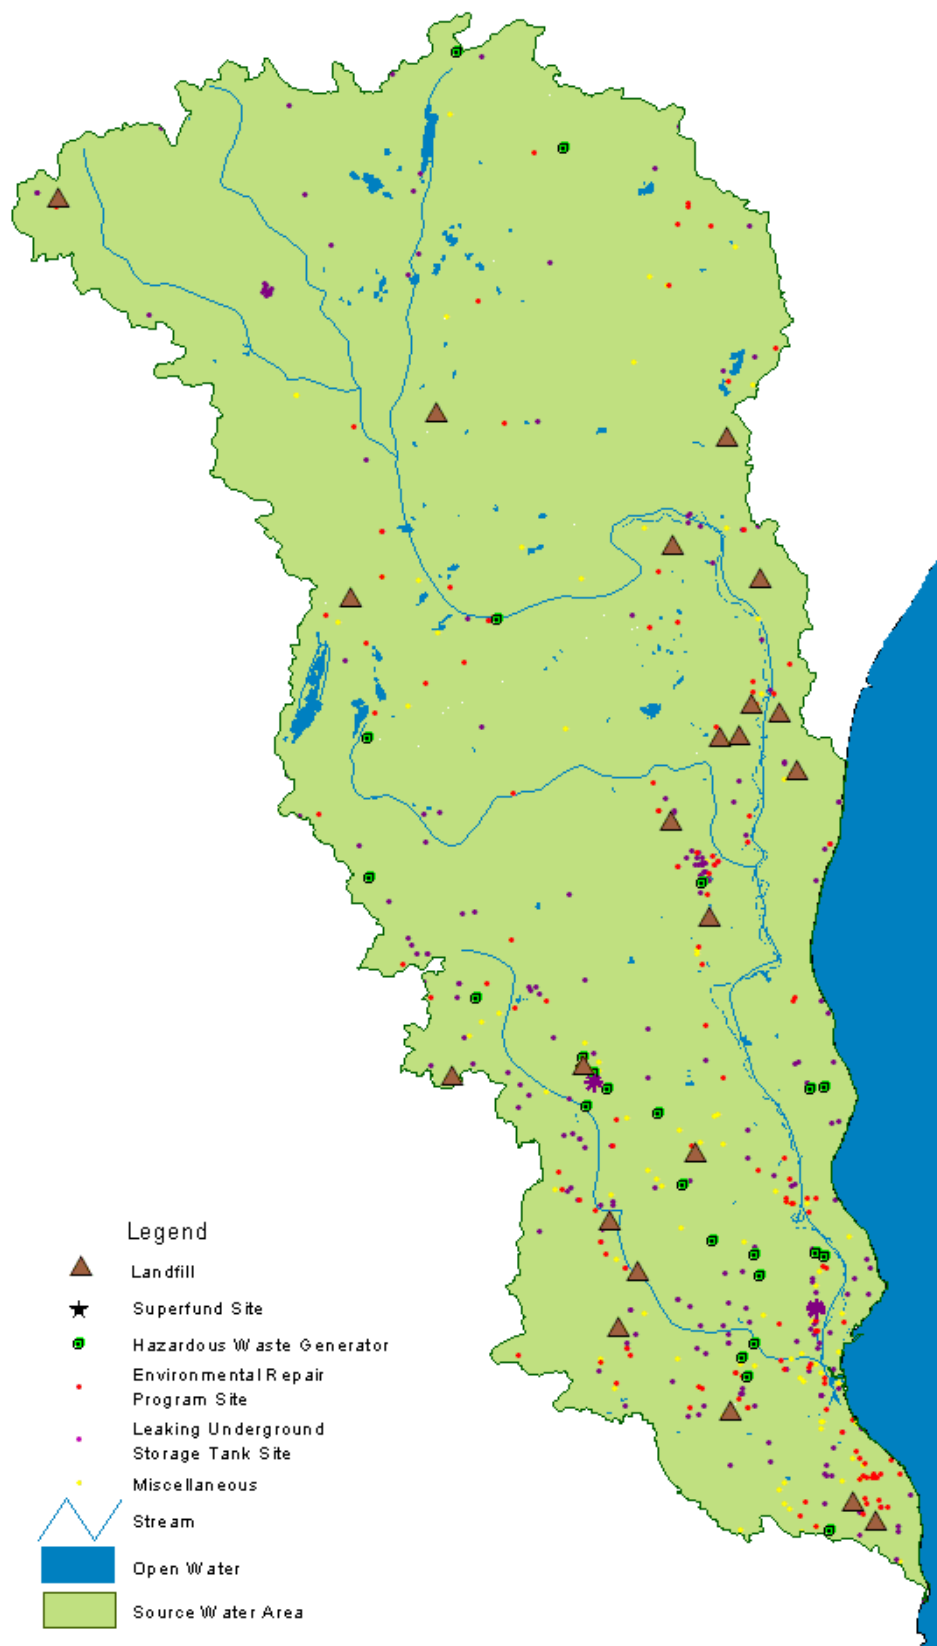 Legend
Landfill
Superfund Site
Hazardous Waste Generator
Environmental Repair
Program Site
Leaking Underground
Storage Tank Site
Miscellaneous
Stream
Open Water
Source Water Area